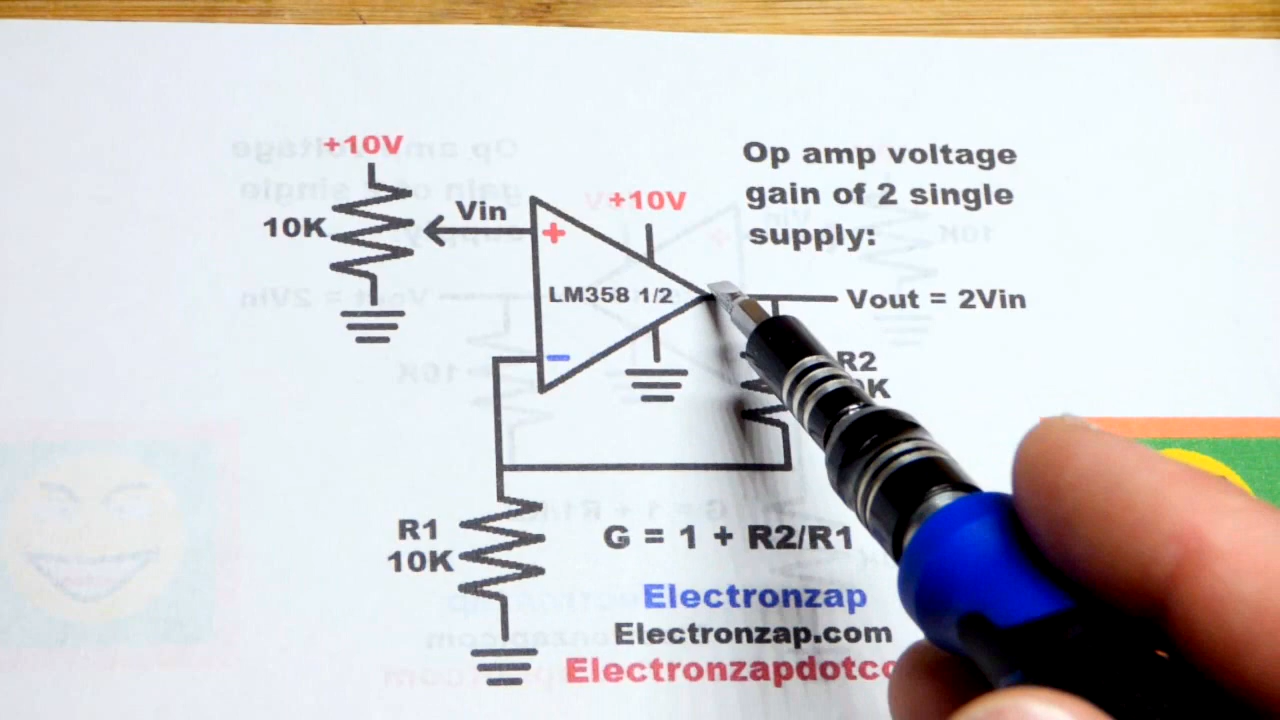 +10V
10K
Vin
+10V
+
LM358 1/2
−
Op amp voltage
gain of 2 single
supply:
Vout = 2Vin
R2
R1
10K
G = 1 + R2/R1
Electronzap
Electronzap.com